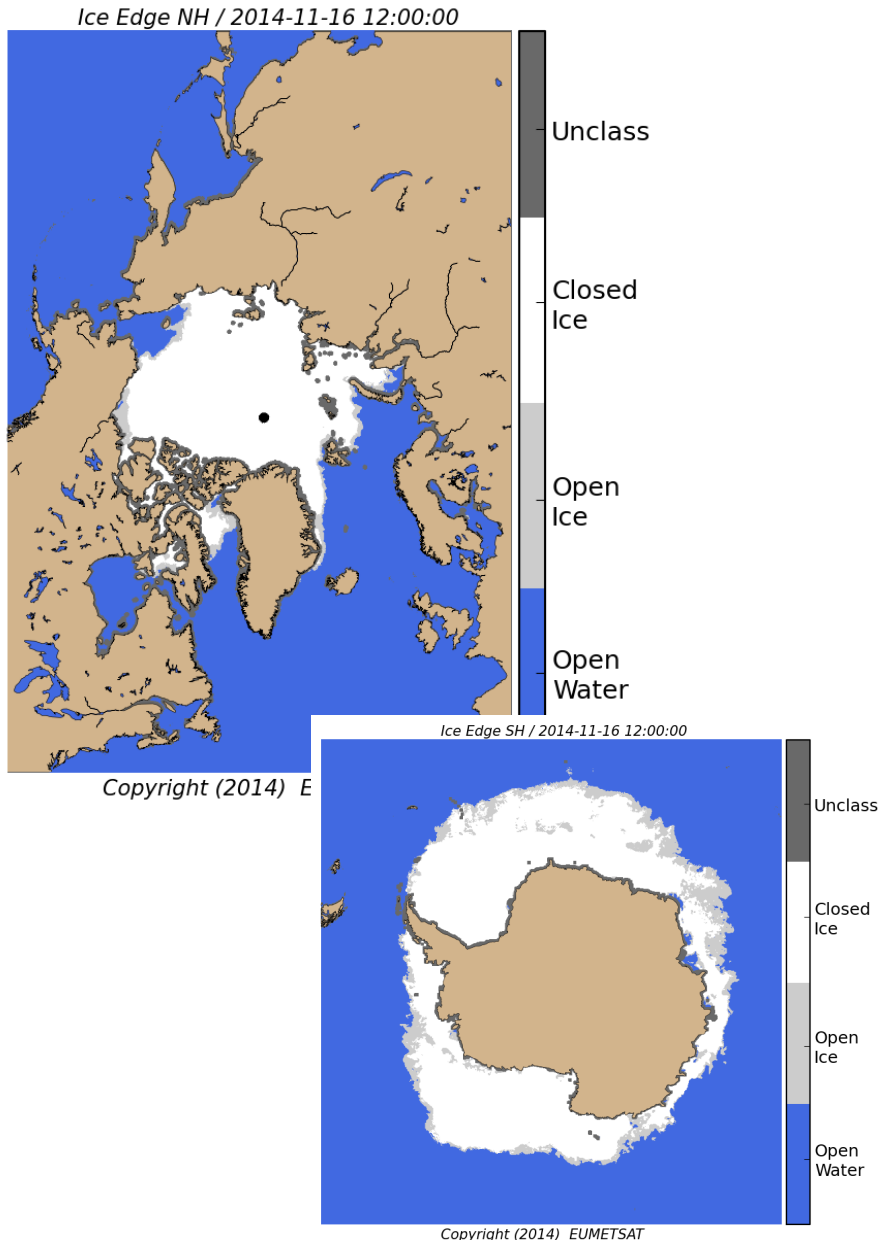 Ice Edge NH / 2014-11-16 12:00:00
Unclass
Closed
Ice
Open
Ice
Open
Water
Copyright (2014) E
Ice Edge SH / 2014-11-16 12:00:00
Unclass
Closed
Ice
Open
Ice
Open
Water
Copyright (2014) EUMETSAT